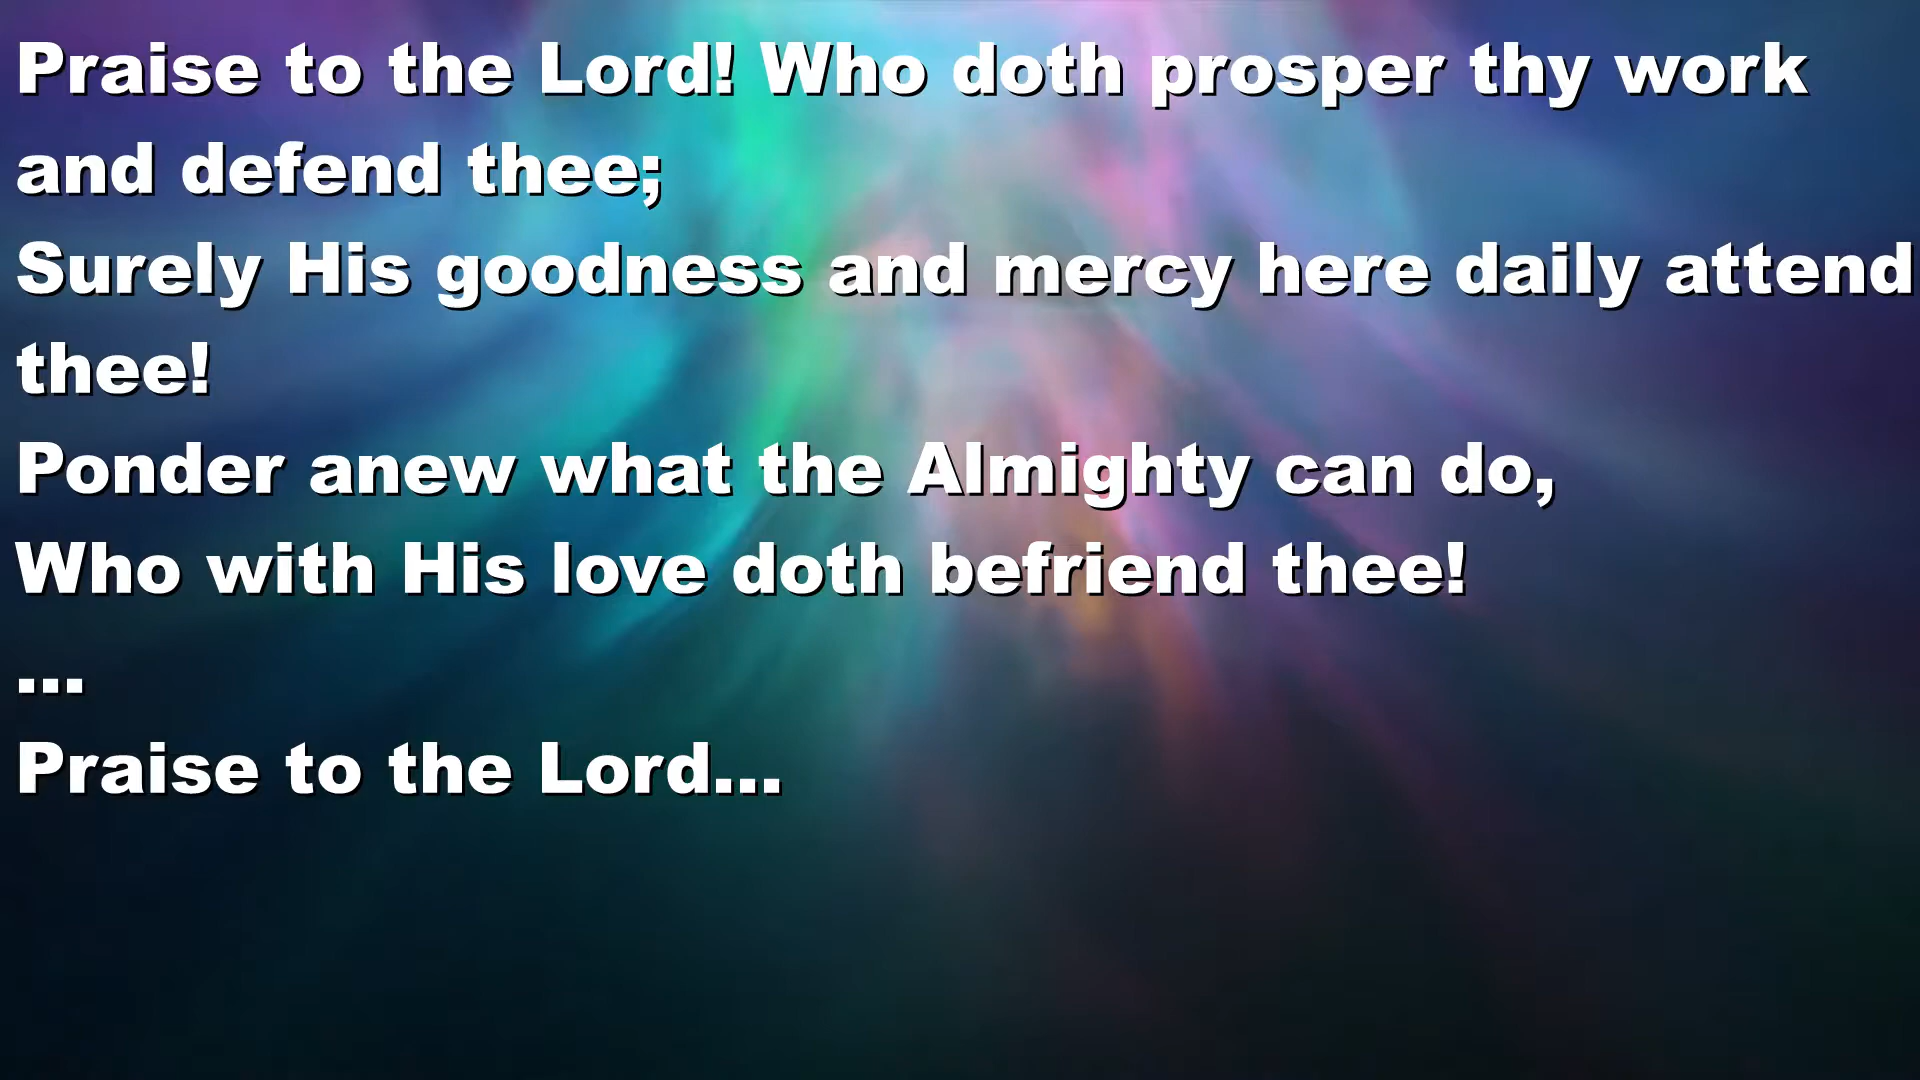 Praise to the Lord! Who doth prosper thy work
and defend thee;
Surely His goodness and mercy here daily attend
thee!
Ponder anew what the Almighty can do,
Who with His love doth befriend thee!
...
Praise to the Lord...